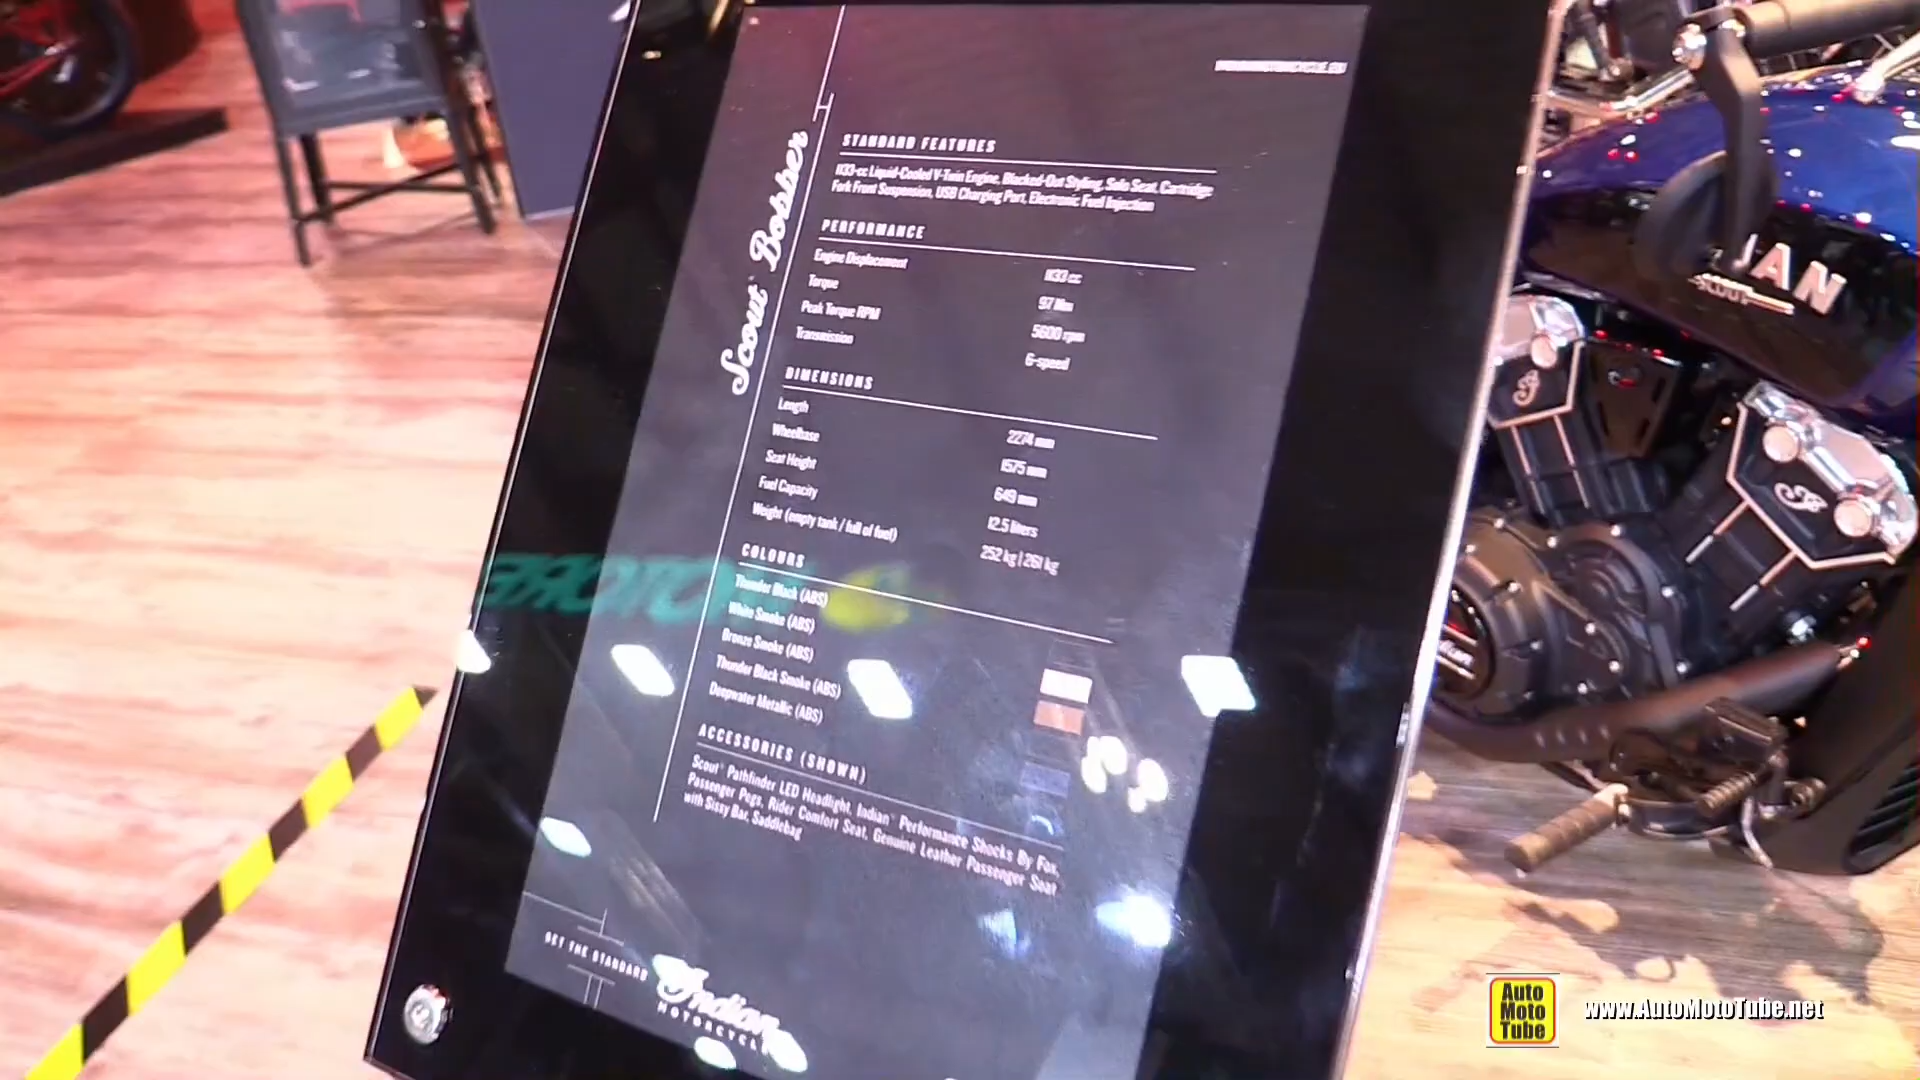 Scout Bobber
STANDARD FEATURES
1133-cc Liquid-Cooled V-Twin Engine, Blacked-Out Styling, Solo Seat, Cartridge
Fork Front Suspension, USB Charging Port, Electronic Fuel Injection
PERFORMANCE
Engine Displacement 1133 cc
Torque 97 Nm
Peak Torque RPM 5600 rpm
Transmission 6-speed
DIMENSIONS
Length 2274 mm
Wheelbase 1575 mm
Seat Height 649 mm
Fuel Capacity 12.5 liters
Weight (empty tank / full of fuel) 252 kg | 261 kg
COLOURS
Thunder Black (ABS)
White Smoke (ABS)
Bronze Smoke (ABS)
Thunder Black Smoke (ABS)
Deepwater Metallic (ABS)
ACCESSORIES (SHOWN)
Scout® Pathfinder LED Headlight, Indian® Performance Shocks By Fox,
Passenger Pegs, Rider Comfort Seat, Genuine Leather Passenger Seat
with Sissy Bar, Saddlebag
SET THE STANDARD
Indian
MOTORCYCLE
SCOUT
Auto
Moto
Tube
www.AutoMotoTube.net